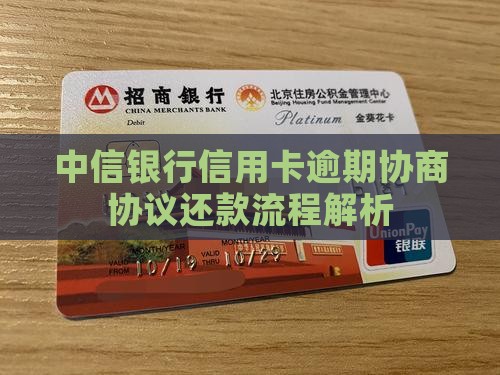 招商银行
CHINA MERCHANTS BANK
Debit
北京住房公积金管理中心
Beijing Housing Fund Management Center
Platinum
金葵花卡
中信银行信用卡逾期协商
协议还款流程解析
MONTH/YEAR
MONTH/YEAR
VALID FROM 10/19 VALID THRU 10/29
UnionPay
银联